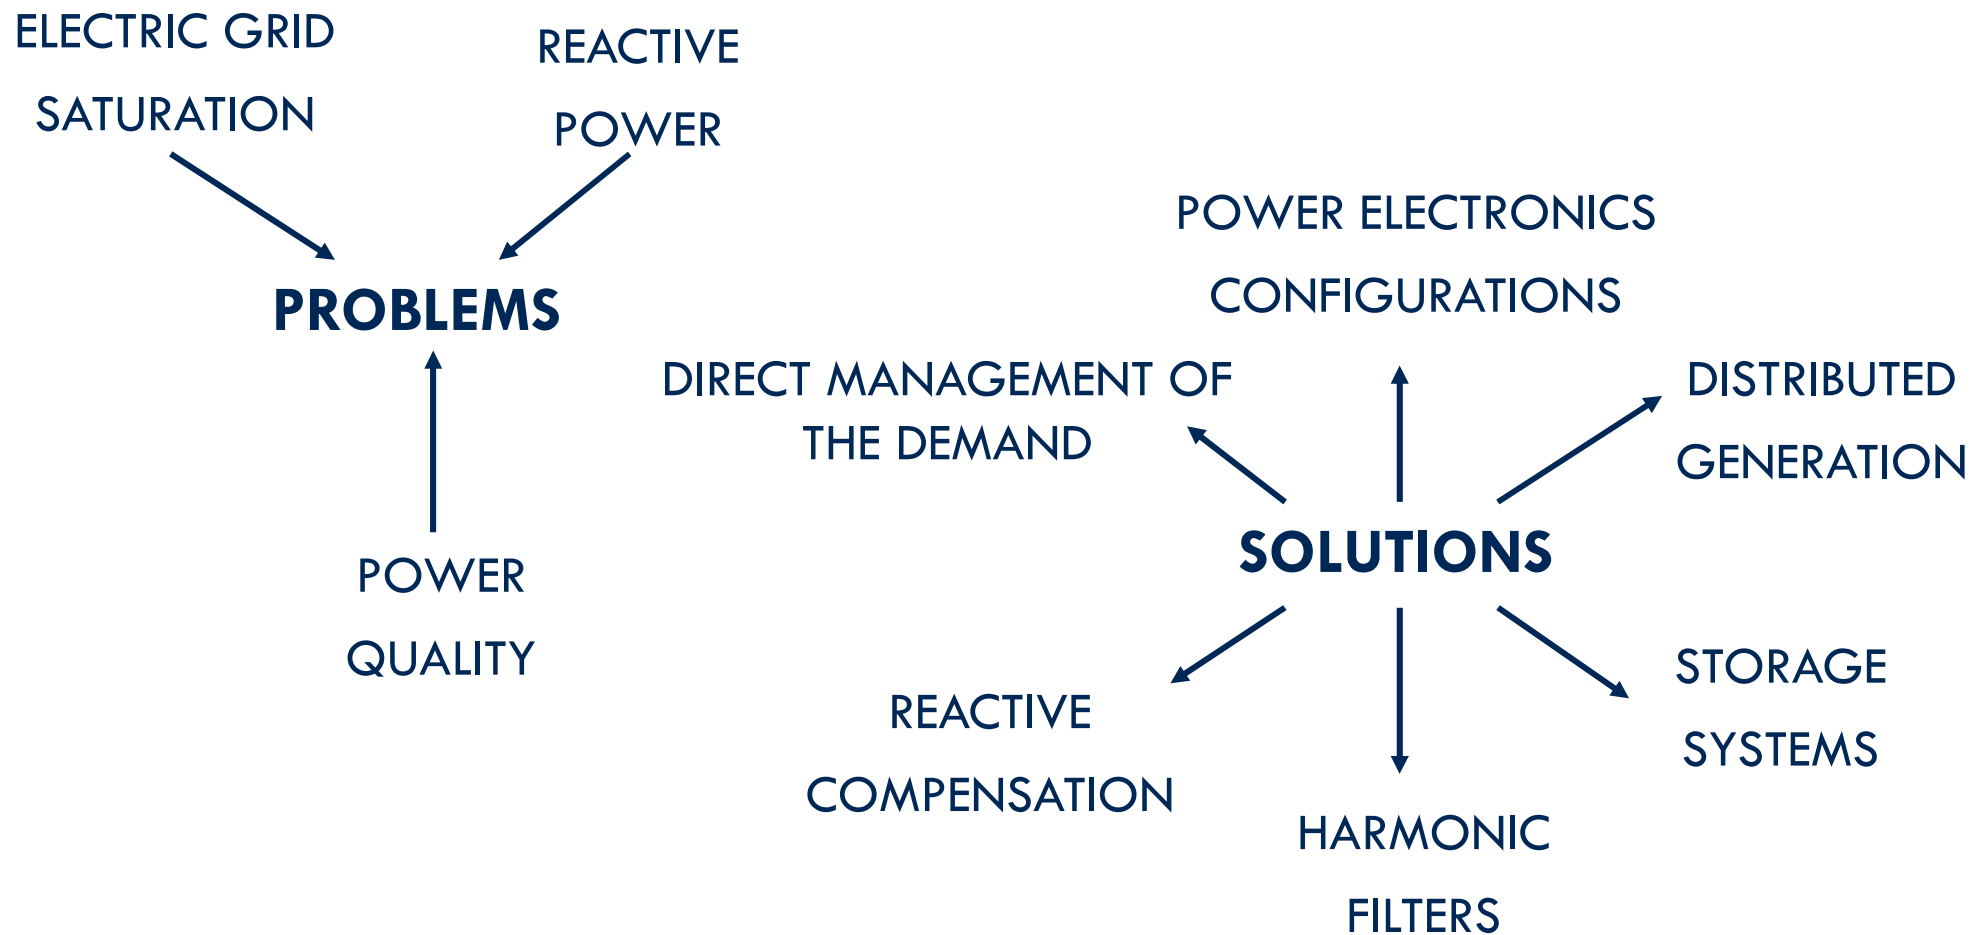 ELECTRIC GRID
SATURATION
REACTIVE
POWER
PROBLEMS
POWER
QUALITY
POWER ELECTRONICS
CONFIGURATIONS
DIRECT MANAGEMENT OF
THE DEMAND
DISTRIBUTED
GENERATION
SOLUTIONS
REACTIVE
COMPENSATION
HARMONIC
FILTERS
STORAGE
SYSTEMS